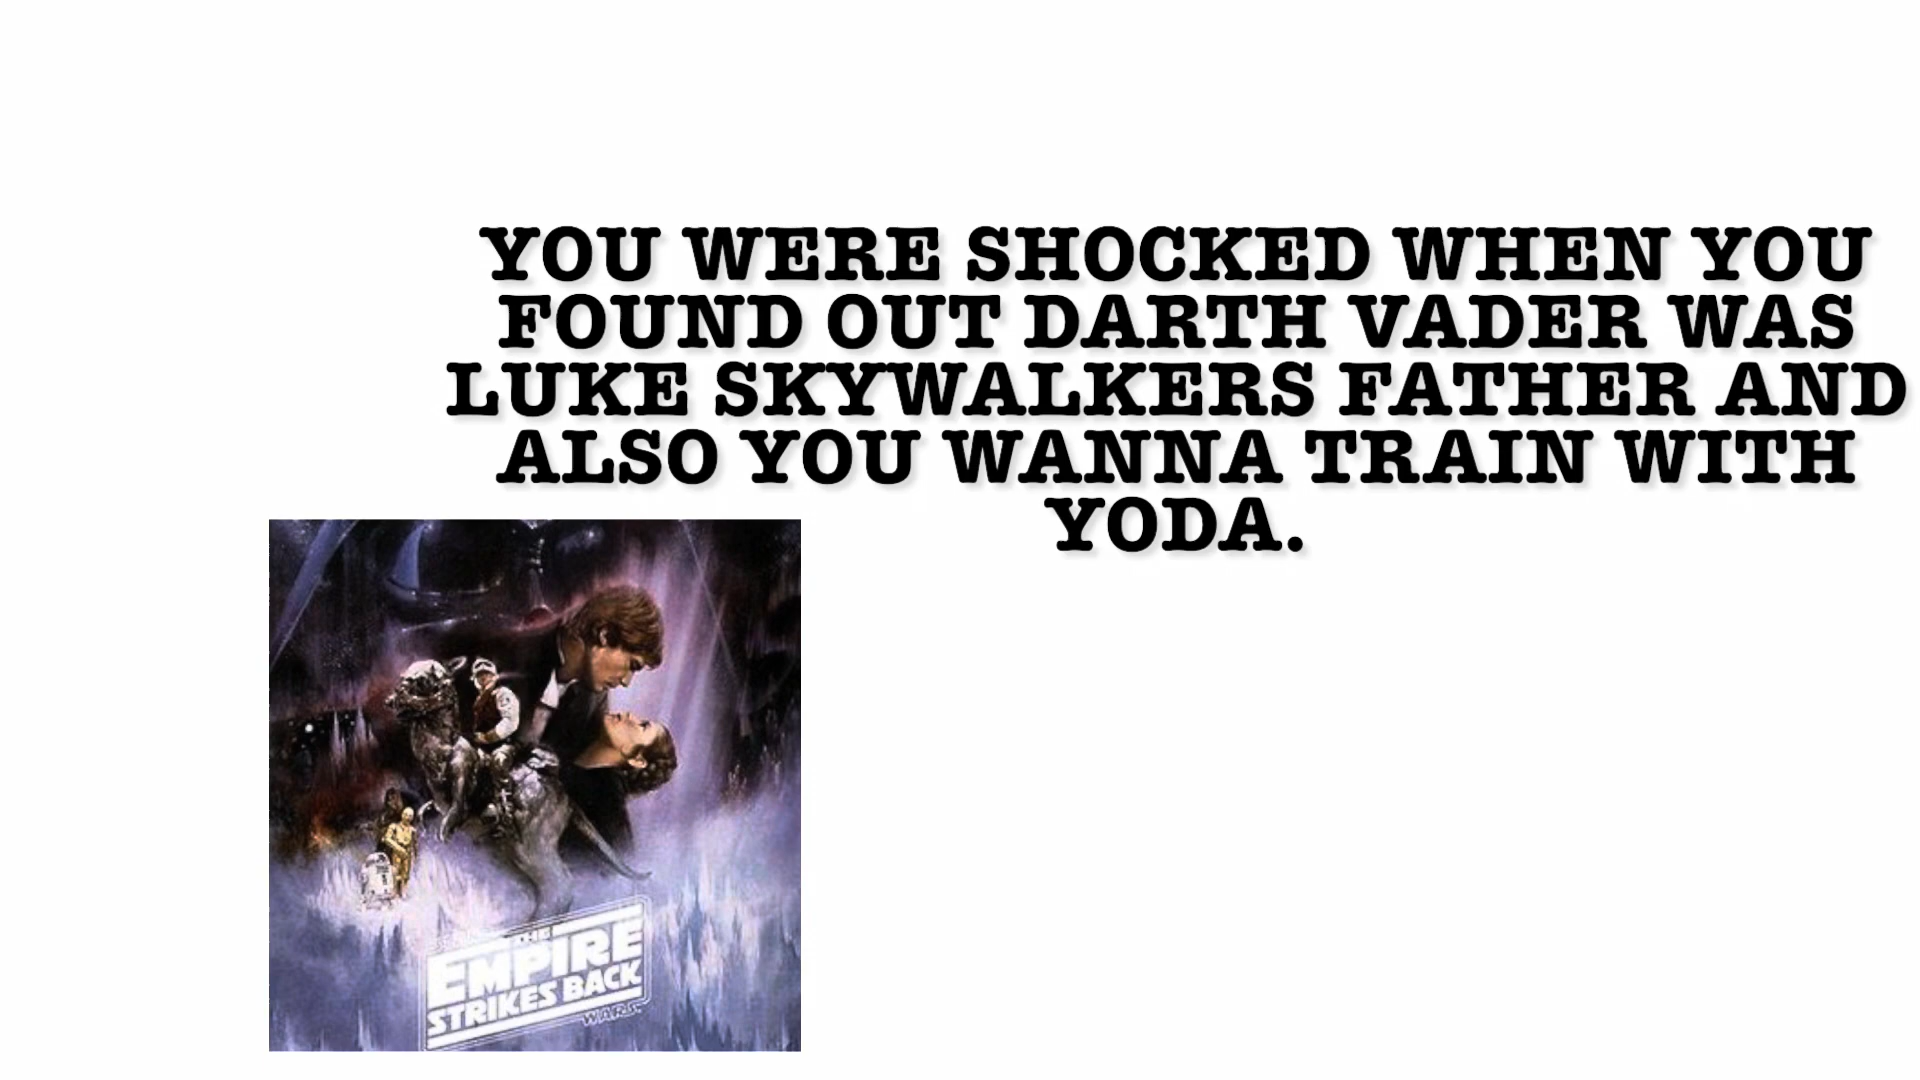 YOU WERE SHOCKED WHEN YOU
FOUND OUT DARTH VADER WAS
LUKE SKYWALKERS FATHER AND
ALSO YOU WANNA TRAIN WITH
YODA.
THE
EMPIRE
STRIKES BACK
WARS